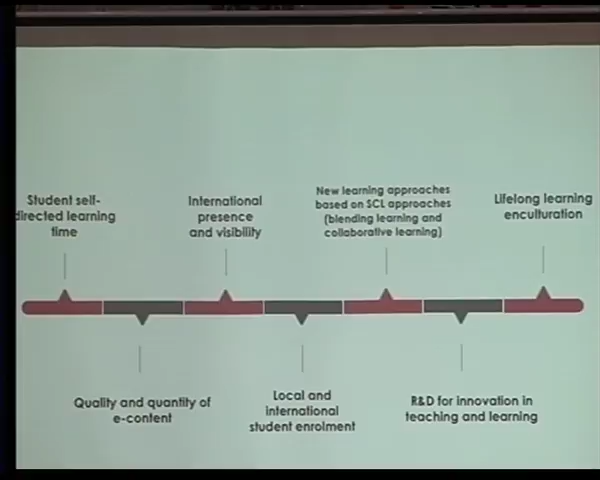 Student self-
directed learning
time
International
presence
and visibility
New learning approaches
based on SCL approaches
(blending learning and
collaborative learning)
Lifelong learning
enculturation
Quality and quantity of
e-content
Local and
international
student enrolment
R&D for innovation in
teaching and learning